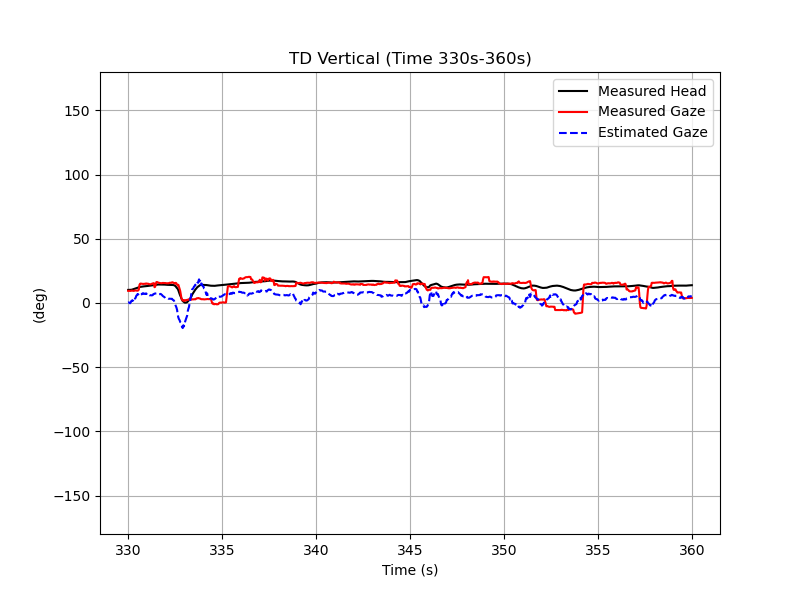 TD Vertical (Time 330s-360s)
Measured Head
Measured Gaze
Estimated Gaze
150
100
50
0
−50
−100
−150
(deg)
330 335 340 345 350 355 360
Time (s)